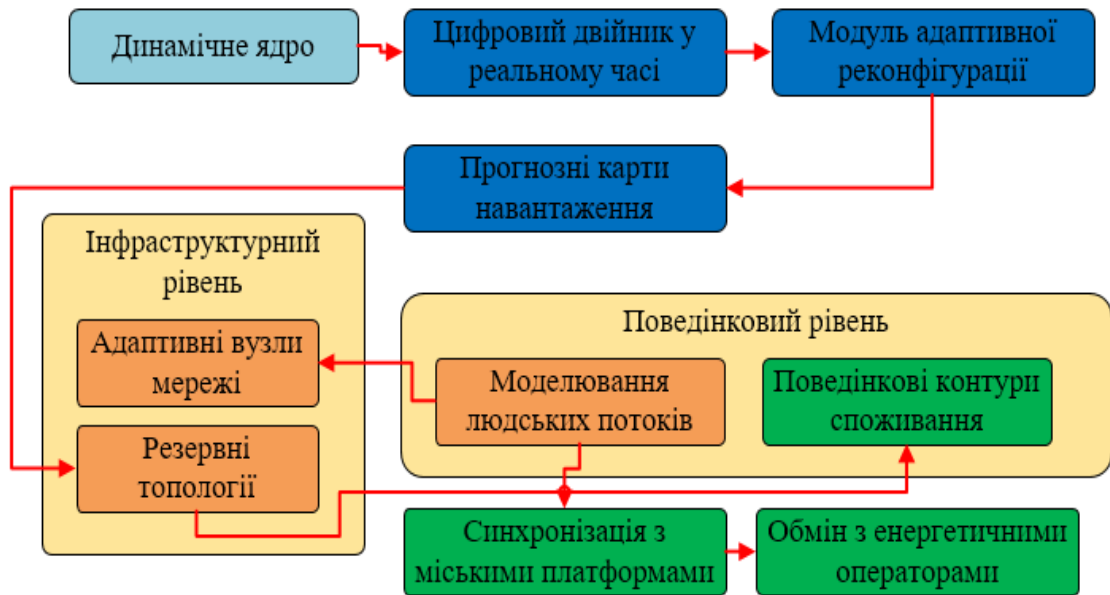 Динамічне ядро
Цифровий двійник у
реальному часі
Модуль адаптивної
реконфігурації
Прогнозні карти
навантаження
Інфраструктурний
рівень
Адаптивні вузли
мережі
Резервні
топології
Поведінковий рівень
Моделювання
людських потоків
Поведінкові контури
споживання
Синхронізація з
міськими платформами
Обмін з енергетичними
операторами